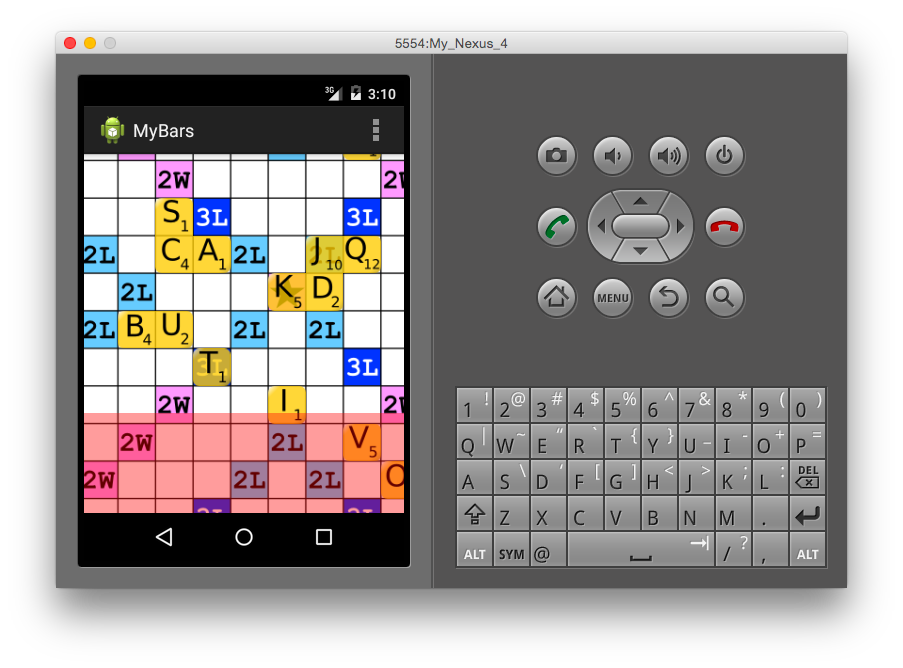 5554:My_Nexus_4
3G 3:10
MyBars
2W 2W
S1 3L 3L
2L C4 A1 2L J10 Q12
2L K5 D2
2L B4 U2 2L 2L
T1 3L
2W I1 2W
2W 2L V5
2W 2L 2L
MENU
1 ! 2 @ 3 # 4 $ 5 % 6 ^ 7 & 8 * 9 ( 0 )
Q | W ~ E “ R ` T { Y } U _ I - O + P =
A S \ D ‘ F [ G ] H < J > K ; L : DEL
Z X C V B N M .
ALT SYM @ / ? , ALT